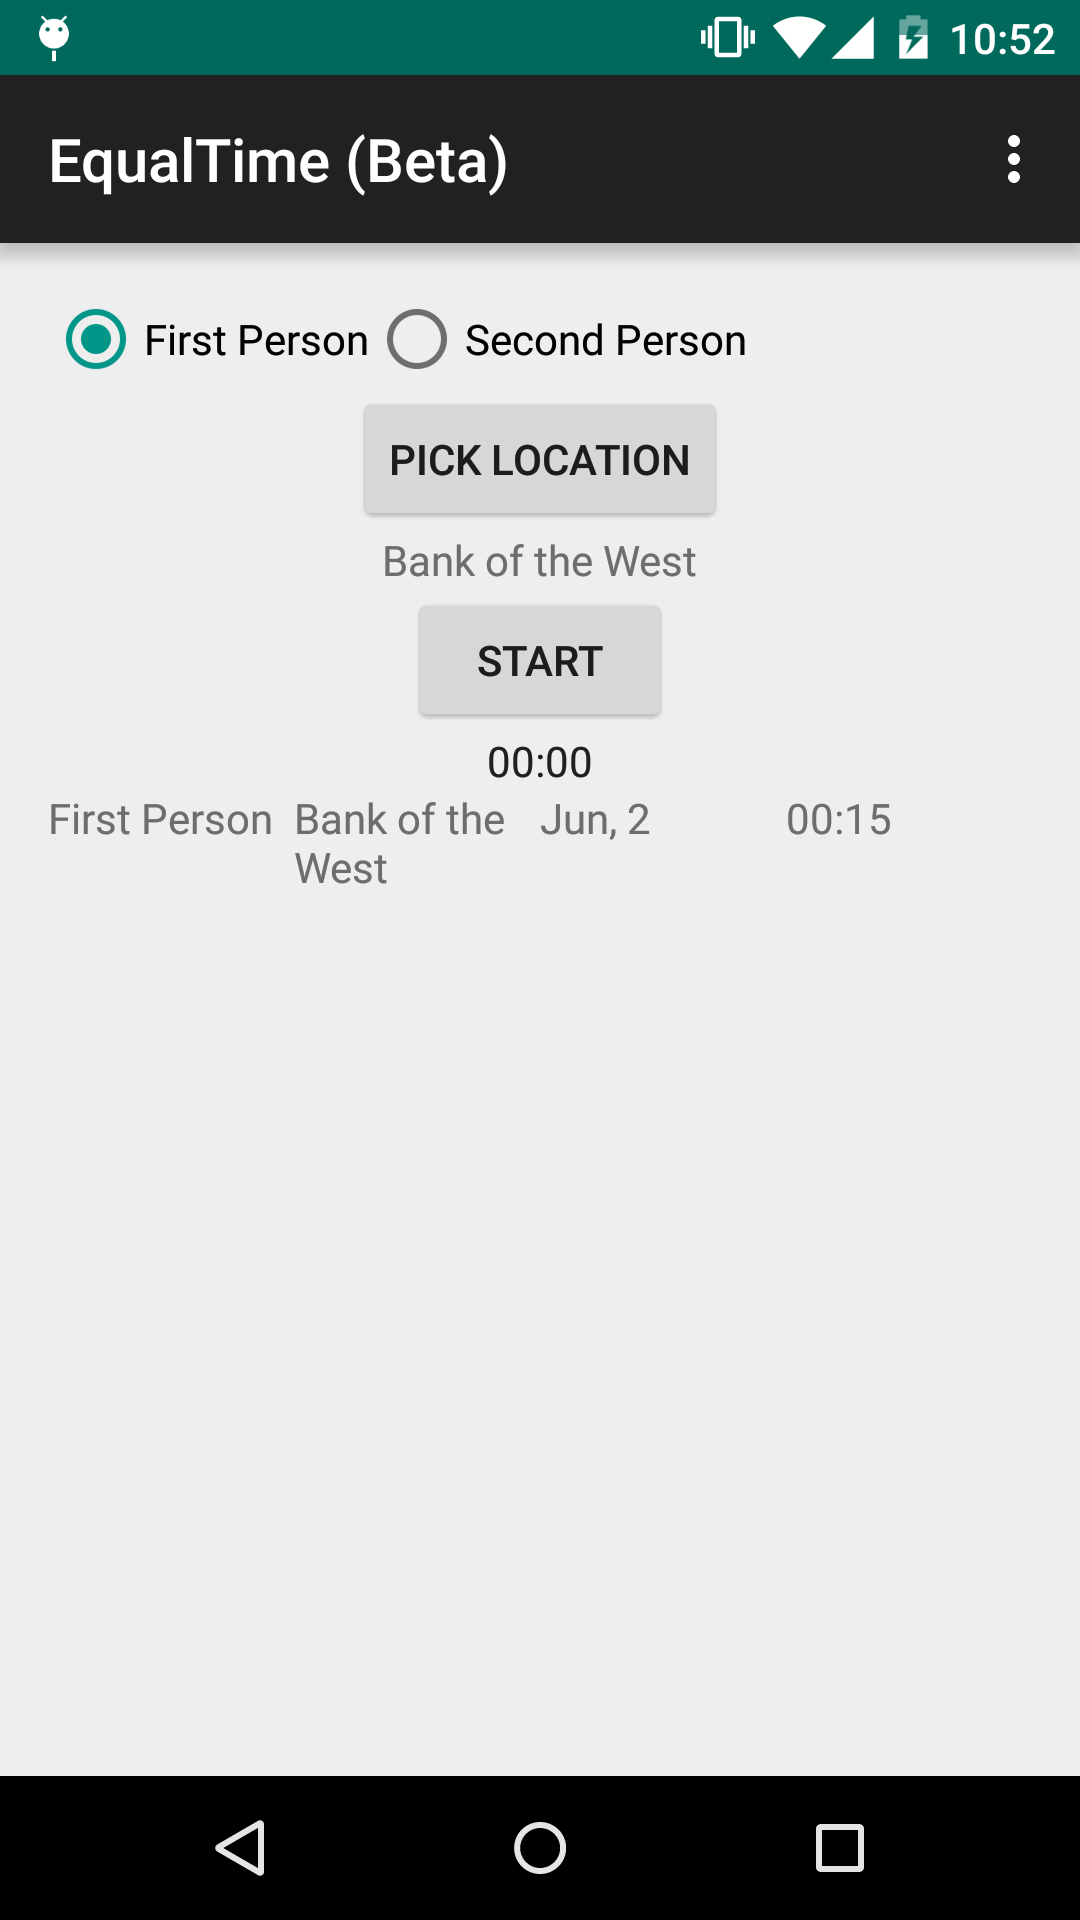 10:52
EqualTime (Beta)
First Person Second Person
PICK LOCATION
Bank of the West
START
00:00
First Person Bank of the Jun, 2 00:15
West